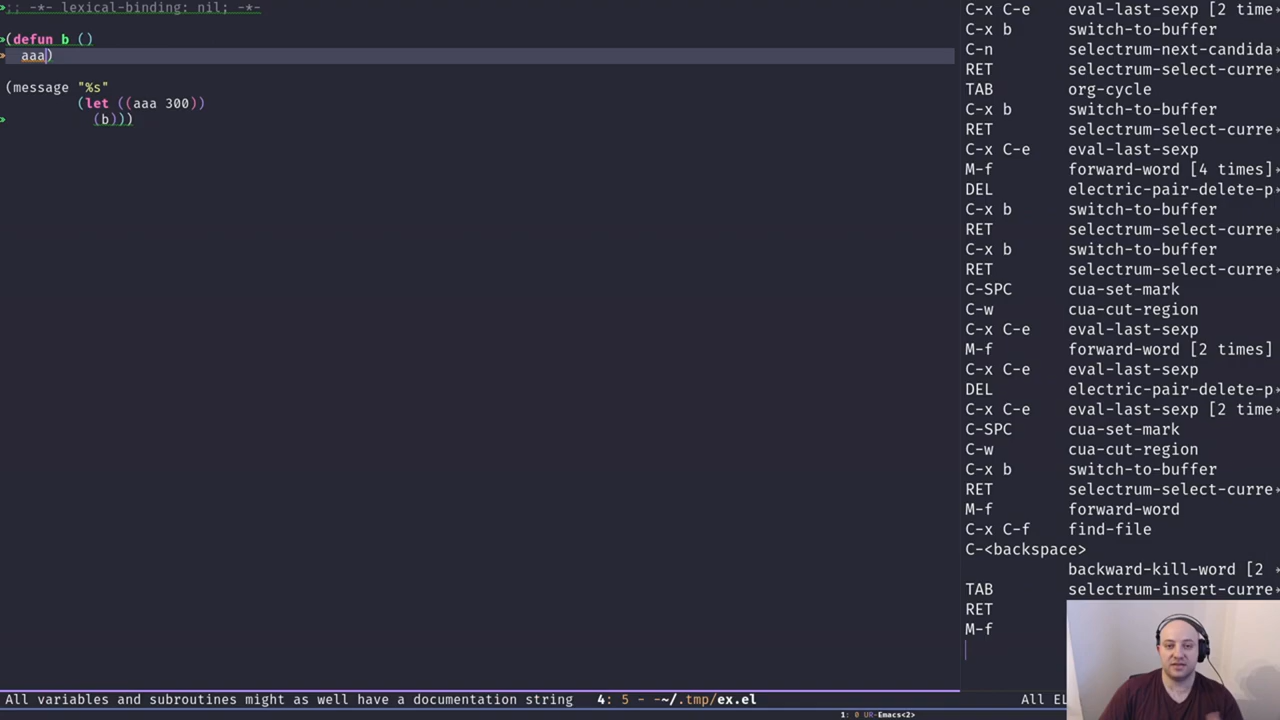 ;; -*- lexical-binding: nil; -*-
(defun b ()
  aaa)
(message "%s"
         (let ((aaa 300))
           (b)))
All variables and subroutines might as well have a documentation string    4: 5 - -~/.tmp/ex.el
C-x C-e    eval-last-sexp [2 time
C-x b      switch-to-buffer
C-n        selectrum-next-candida
RET        selectrum-select-curre
TAB        org-cycle
C-x b      switch-to-buffer
RET        selectrum-select-curre
C-x C-e    eval-last-sexp
M-f        forward-word [4 times]
DEL        electric-pair-delete-p
C-x b      switch-to-buffer
RET        selectrum-select-curre
C-x b      switch-to-buffer
RET        selectrum-select-curre
C-SPC      cua-set-mark
C-w        cua-cut-region
C-x C-e    eval-last-sexp
M-f        forward-word [2 times]
C-x C-e    eval-last-sexp
DEL        electric-pair-delete-p
C-x C-e    eval-last-sexp [2 time
C-SPC      cua-set-mark
C-w        cua-cut-region
C-x b      switch-to-buffer
RET        selectrum-select-curre
M-f        forward-word
C-x C-f    find-file
C-<backspace>
           backward-kill-word [2
TAB        selectrum-insert-curre
RET
M-f
All EL
1: 0 UR-Emacs<2>